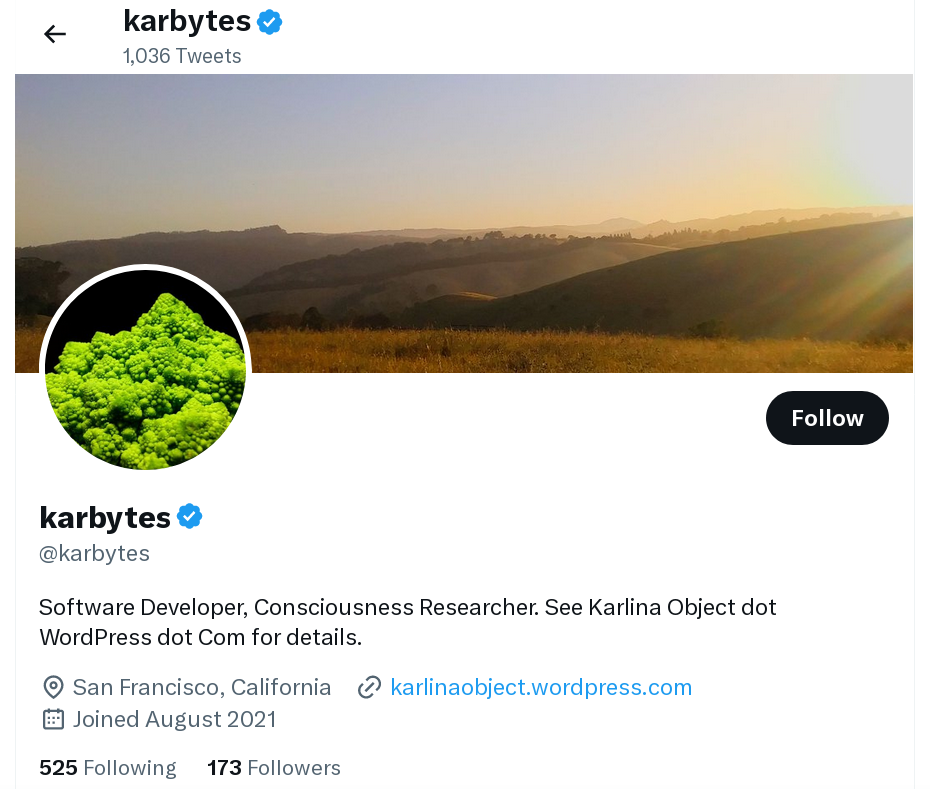 karbytes
1,036 Tweets
Follow
karbytes
@karbytes
Software Developer, Consciousness Researcher. See Karlina Object dot
WordPress dot Com for details.
San Francisco, California karlinaobject.wordpress.com
Joined August 2021
525 Following 173 Followers